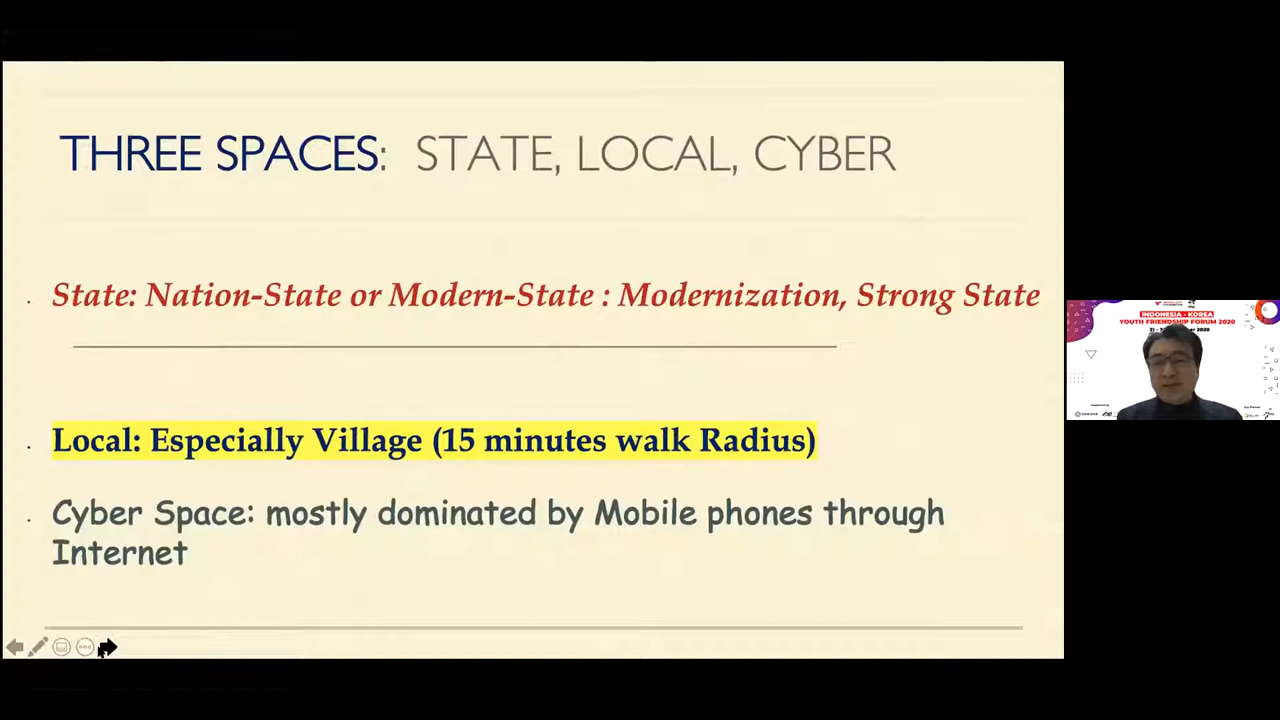 THREE SPACES: STATE, LOCAL, CYBER
State: Nation-State or Modern-State : Modernization, Strong State
Local: Especially Village (15 minutes walk Radius)
Cyber Space: mostly dominated by Mobile phones through
Internet
INDONESIA - KOREA
YOUTH FRIENDSHIP FORUM 2020